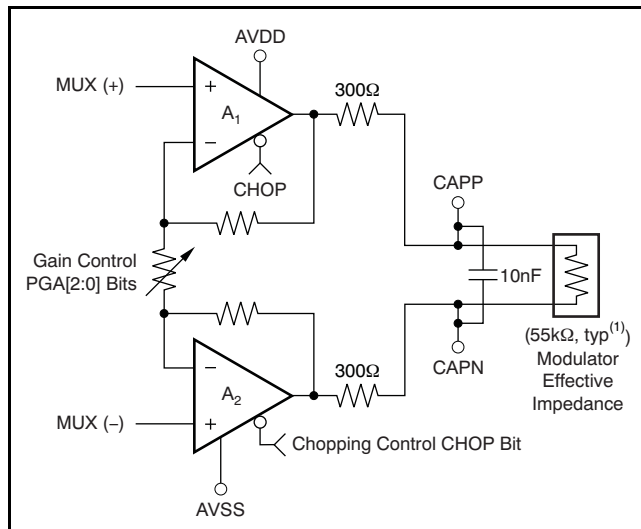 AVDD
MUX (+)
+
A1
−
CHOP
300Ω
CAPP
Gain Control
PGA[2:0] Bits
10nF
(55kΩ, typ(1))
Modulator
Effective
Impedance
CAPN
300Ω
−
A2
+
MUX (−)
Chopping Control CHOP Bit
AVSS